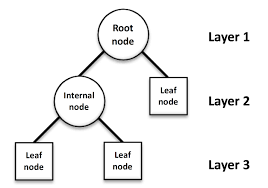 Root
node
Layer 1
Internal
node
Leaf
node
Layer 2
Leaf
node
Leaf
node
Layer 3